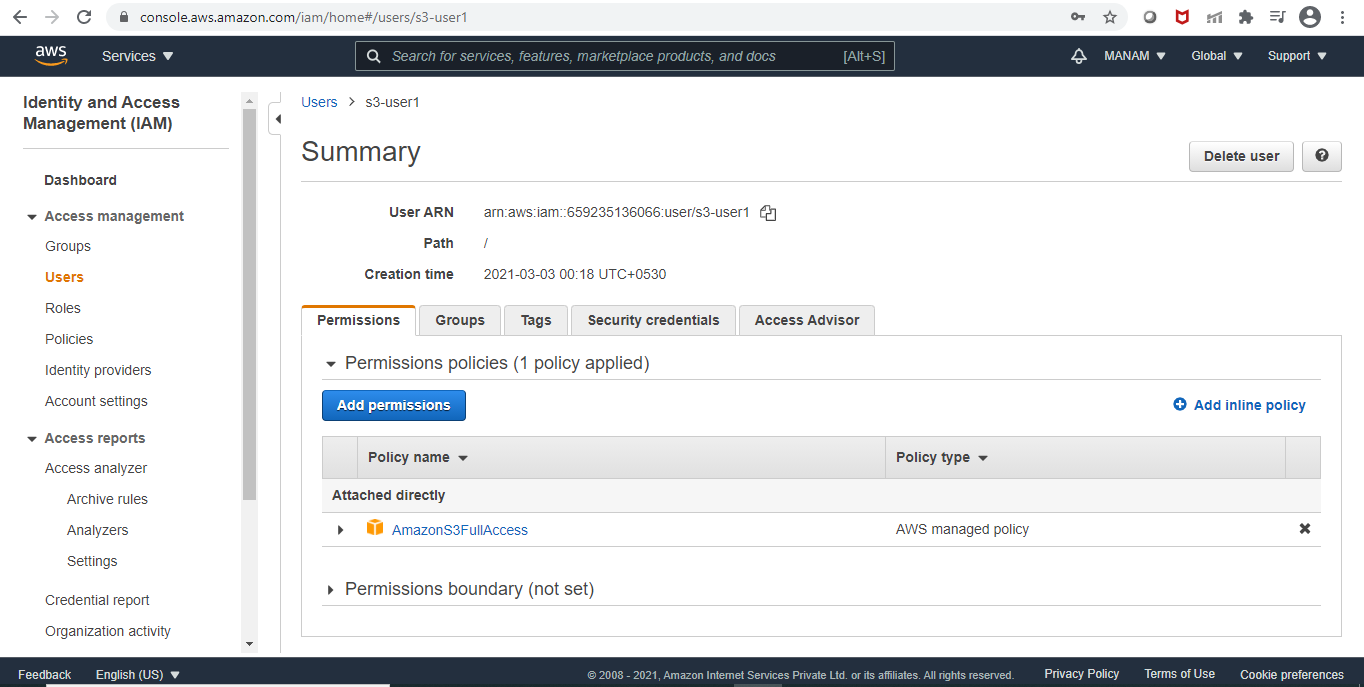 console.aws.amazon.com/iam/home#/users/s3-user1
aws Services Search for services, features, marketplace products, and docs [Alt+S] MANAM Global Support
Identity and Access
Management (IAM)
Dashboard
Access management
Groups
Users
Roles
Policies
Identity providers
Account settings
Access reports
Access analyzer
Archive rules
Analyzers
Settings
Credential report
Organization activity
Users > s3-user1
Summary
Delete user ?
User ARN arn:aws:iam::659235136066:user/s3-user1
Path /
Creation time 2021-03-03 00:18 UTC+0530
Permissions Groups Tags Security credentials Access Advisor
Permissions policies (1 policy applied)
Add permissions Add inline policy
Policy name Policy type
Attached directly
AmazonS3FullAccess AWS managed policy
Permissions boundary (not set)
Feedback English (US) © 2008 - 2021, Amazon Internet Services Private Ltd. or its affiliates. All rights reserved. Privacy Policy Terms of Use Cookie preferences